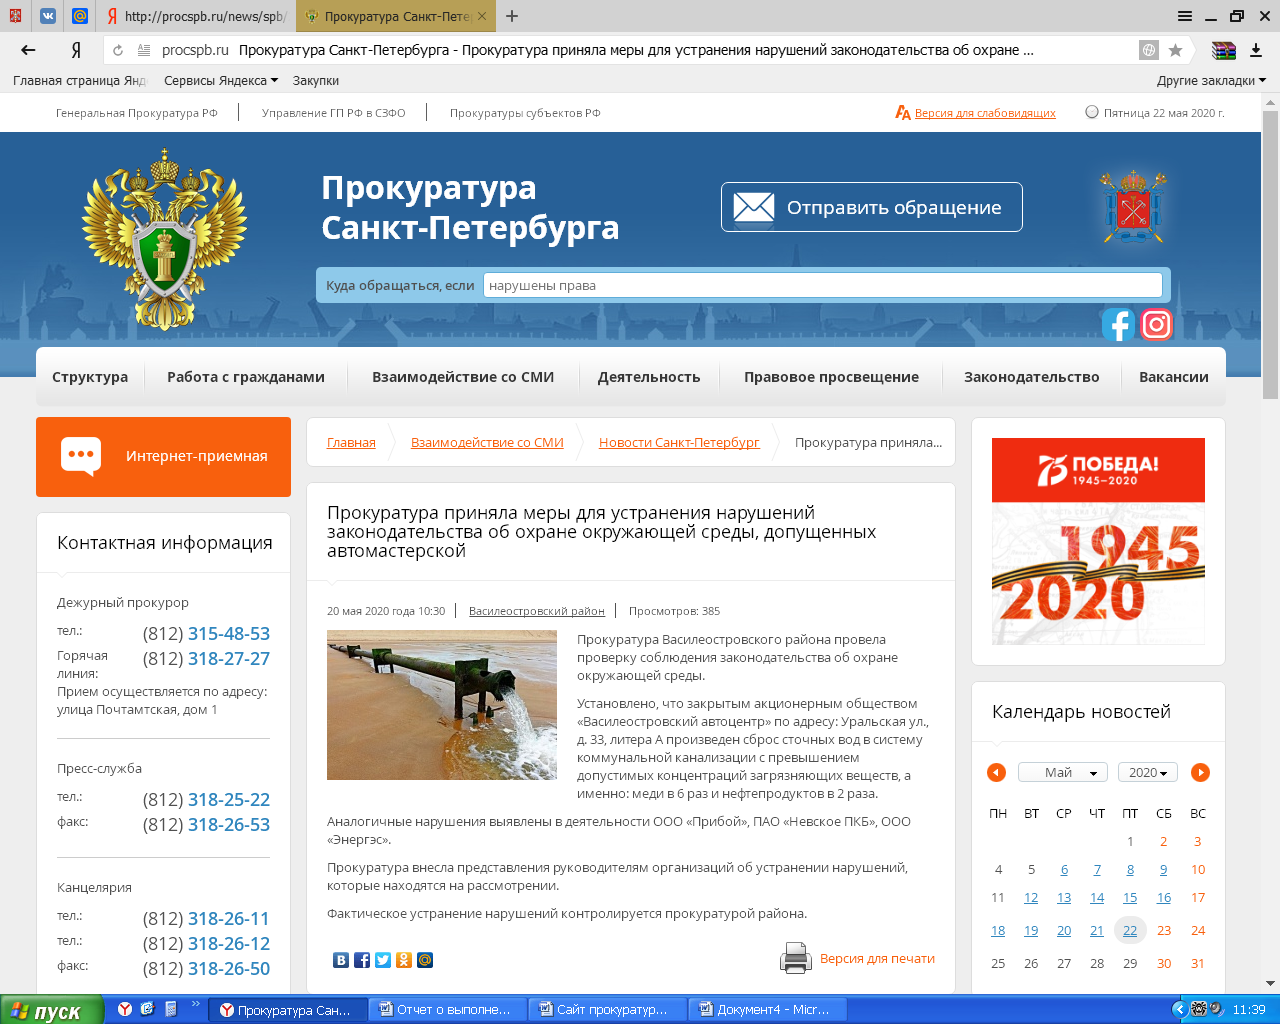 http://procspb.ru/news/spb/
Прокуратура Санкт-Пете
procspb.ru Прокуратура Санкт-Петербурга - Прокуратура приняла меры для устранения нарушений законодательства об охране ...
Главная страница Янд Сервисы Яндекса Закупки Другие закладки
Генеральная Прокуратура РФ Управление ГП РФ в СЗФО Прокуратуры субъектов РФ Версия для слабовидящих Пятница 22 мая 2020 г.
Прокуратура
Санкт-Петербурга
Отправить обращение
Куда обращаться, если нарушены права
Структура Работа с гражданами Взаимодействие со СМИ Деятельность Правовое просвещение Законодательство Вакансии
Интернет-приемная
Контактная информация
Дежурный прокурор
тел.: (812) 315-48-53
Горячая линия: (812) 318-27-27
Прием осуществляется по адресу:
улица Почтамтская, дом 1
Пресс-служба
тел.: (812) 318-25-22
факс: (812) 318-26-53
Канцелярия
тел.: (812) 318-26-11
тел.: (812) 318-26-12
факс: (812) 318-26-50
Главная Взаимодействие со СМИ Новости Санкт-Петербург Прокуратура приняла...
Прокуратура приняла меры для устранения нарушений
законодательства об охране окружающей среды, допущенных
автомастерской
20 мая 2020 года 10:30 Василеостровский район Просмотров: 385
Прокуратура Василеостровского района провела
проверку соблюдения законодательства об охране
окружающей среды.
Установлено, что закрытым акционерным обществом
«Василеостровский автоцентр» по адресу: Уральская ул.,
д. 33, литера А произведен сброс сточных вод в систему
коммунальной канализации с превышением
допустимых концентраций загрязняющих веществ, а
именно: меди в 6 раз и нефтепродуктов в 2 раза.
Аналогичные нарушения выявлены в деятельности ООО «Прибой», ПАО «Невское ПКБ», ООО
«Энергэс».
Прокуратура внесла представления руководителям организаций об устранении нарушений,
которые находятся на рассмотрении.
Фактическое устранение нарушений контролируется прокуратурой района.
Версия для печати
75 ПОБЕДА!
1945–2020
1945
2020
Календарь новостей
Май 2020
ПН ВТ СР ЧТ ПТ СБ ВС
1 2 3
4 5 6 7 8 9 10
11 12 13 14 15 16 17
18 19 20 21 22 23 24
25 26 27 28 29 30 31
пуск Прокуратура Сан... Отчет о выполне... Сайт прокуратур... Документ4 - Micr... 11:39